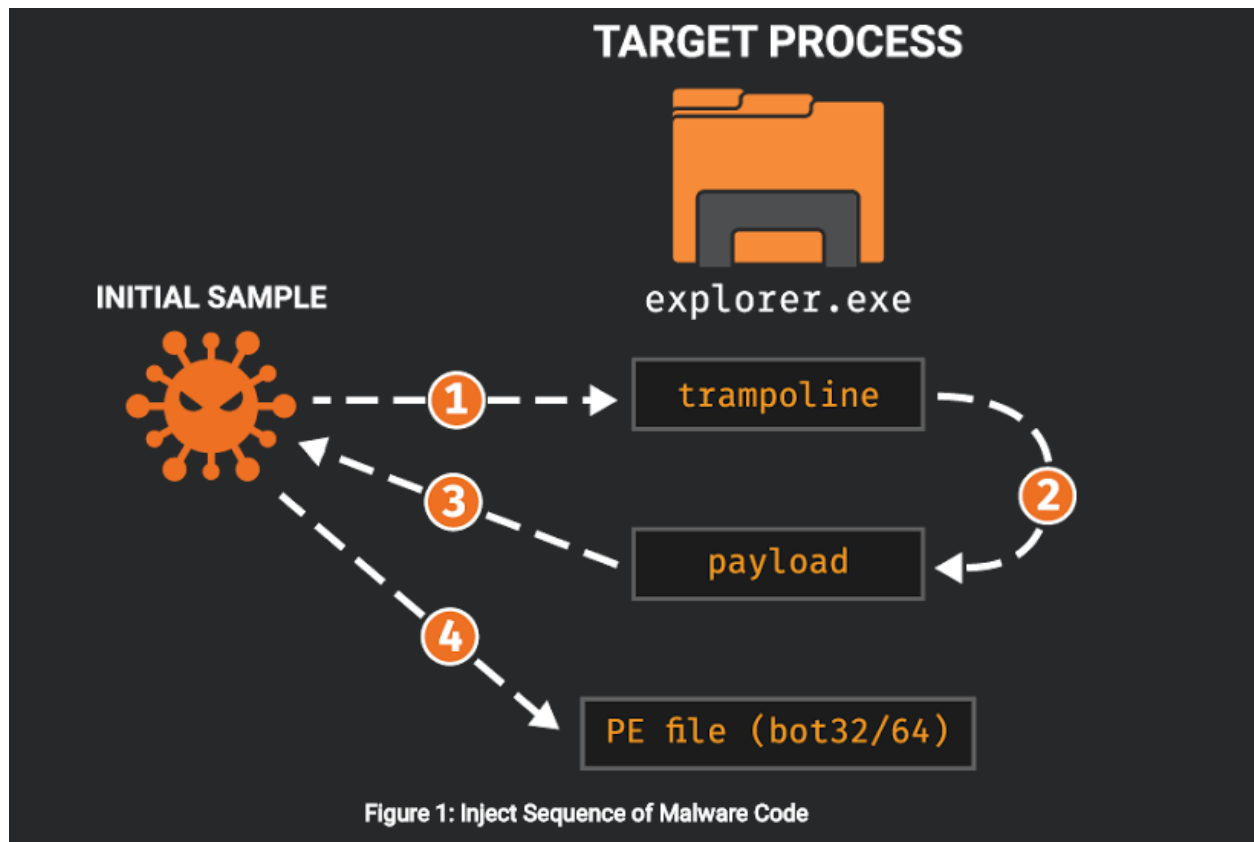 TARGET PROCESS
explorer.exe
INITIAL SAMPLE
1
trampoline
2
3
payload
4
PE file (bot32/64)
Figure 1: Inject Sequence of Malware Code